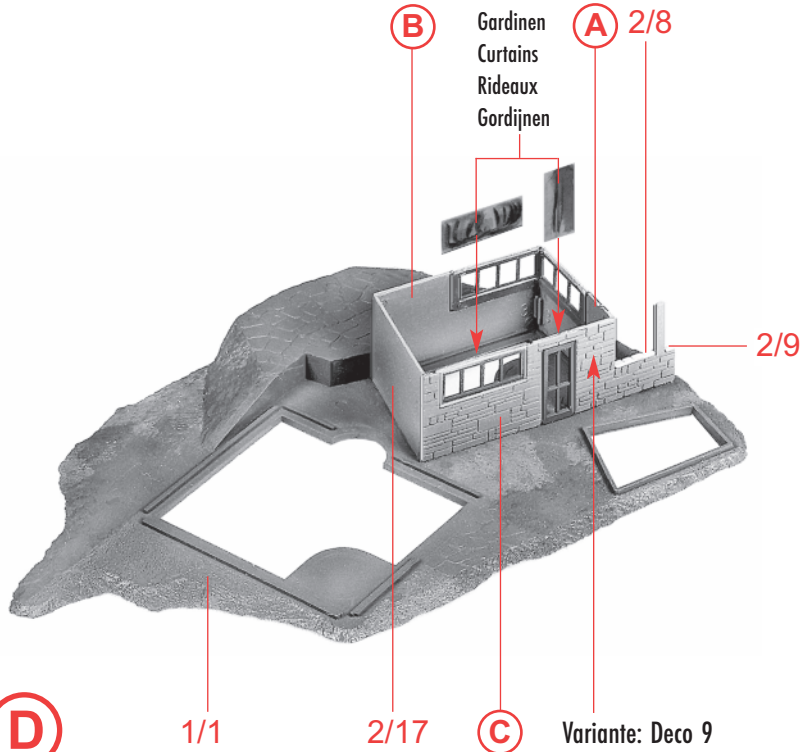 B
Gardinen
Curtains
Rideaux
Gordijnen
A
2/8
2/9
D
1/1
2/17
C
Variante: Deco 9